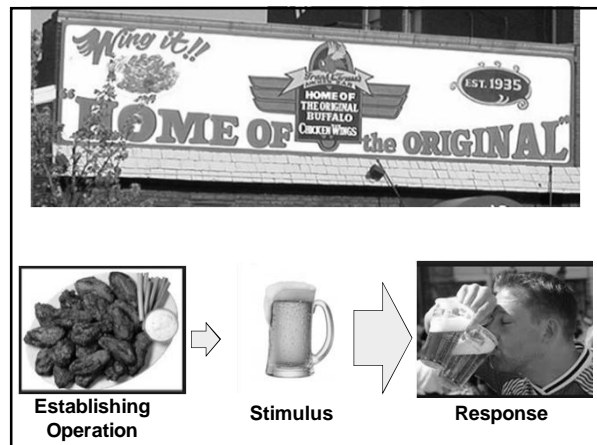 Wing it!!
HOME OF
THE ORIGINAL
BUFFALO
CHICKEN WINGS
EST. 1935
"HOME OF the ORIGINAL"
Establishing
Operation
Stimulus
Response